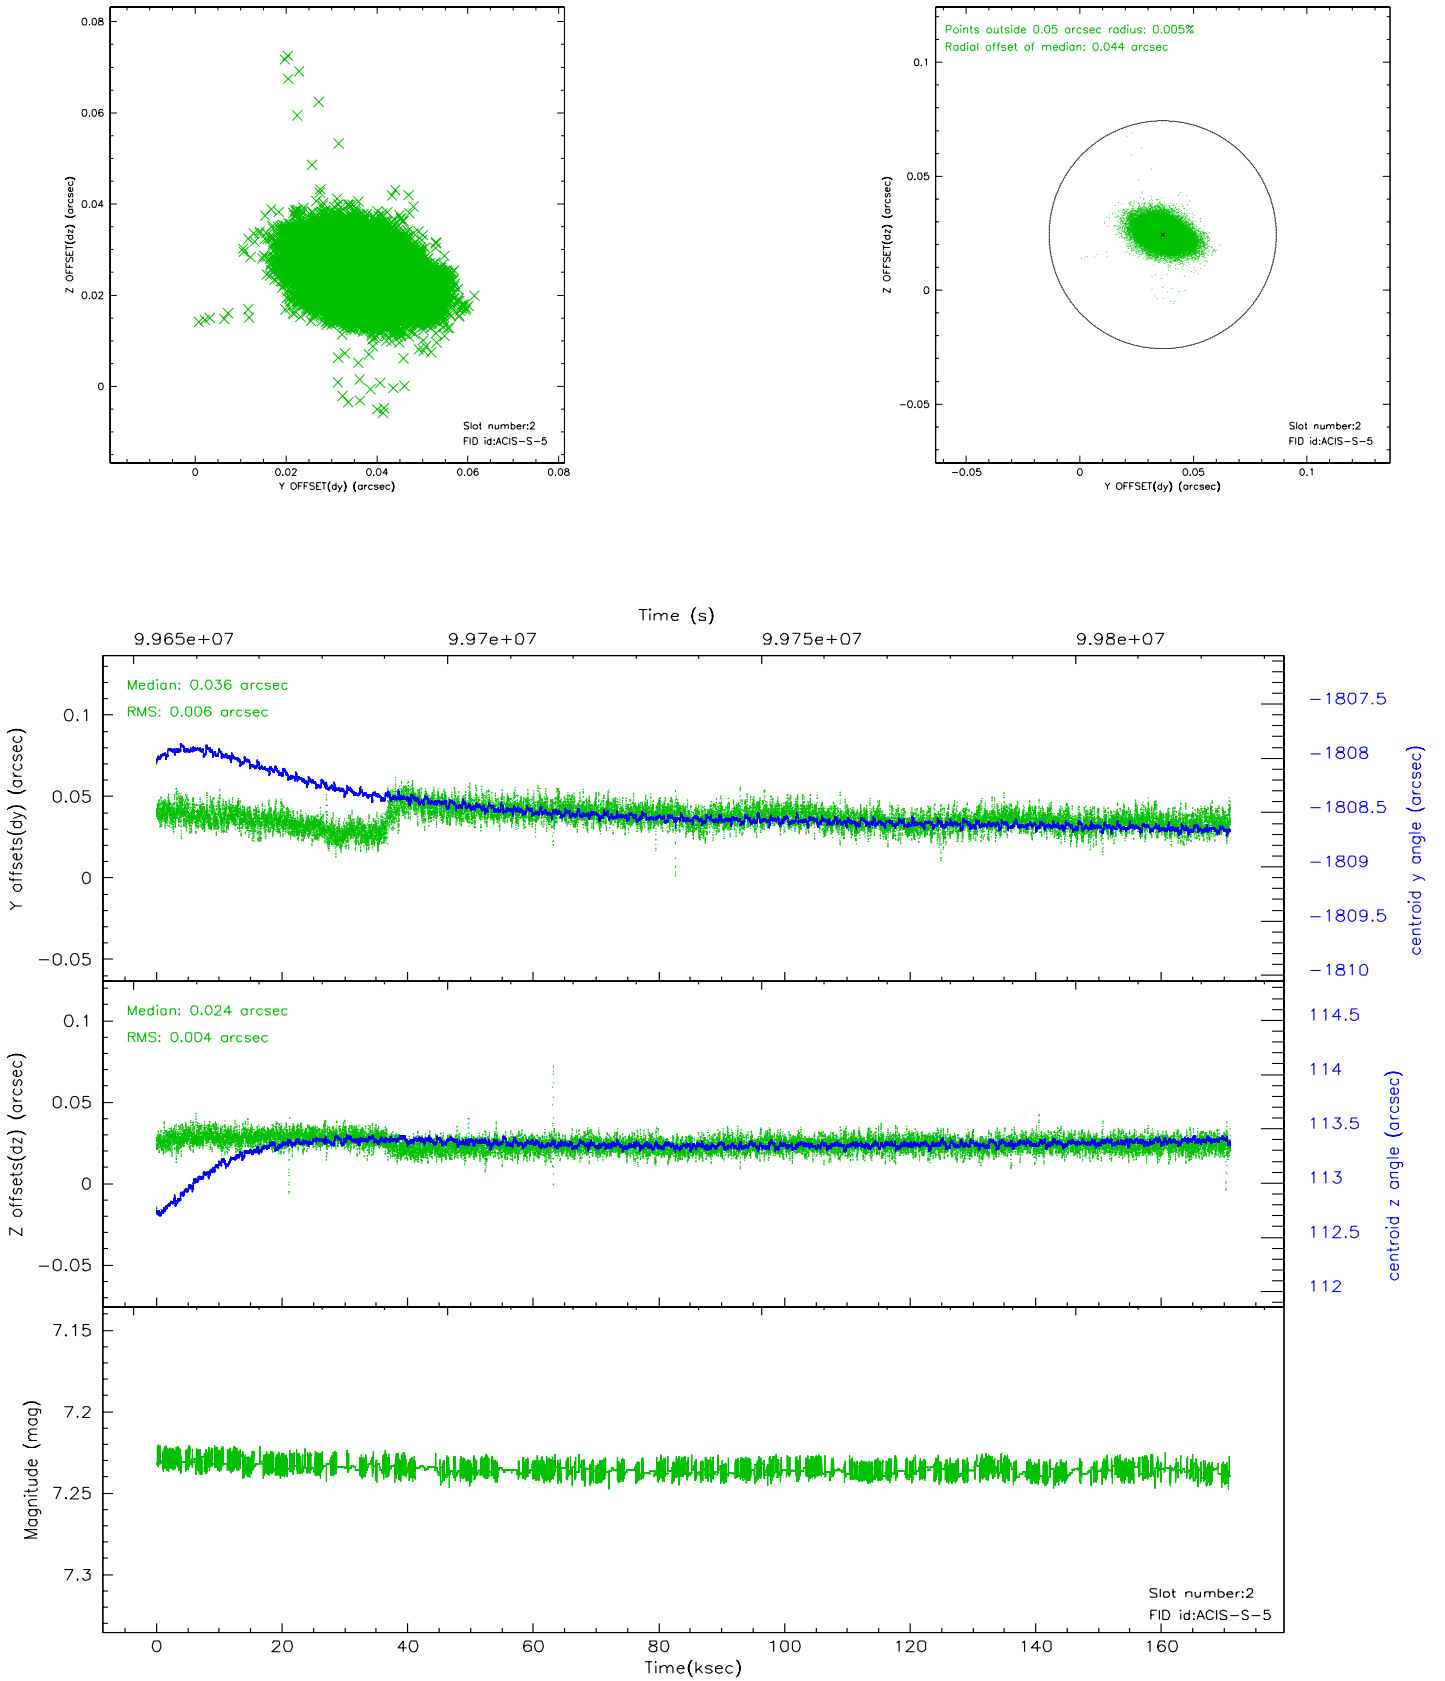 0.08
0.06
0.04
0.02
0
Z OFFSET(dz) (arcsec)
Slot number:2
FID id:ACIS-S-5
0 0.02 0.04 0.06 0.08
Y OFFSET(dy) (arcsec)
Points outside 0.05 arcsec radius: 0.005%
Radial offset of median: 0.044 arcsec
0.1
0.05
0
-0.05
Z OFFSET(dz) (arcsec)
Slot number:2
FID id:ACIS-S-5
-0.05 0 0.05 0.1
Y OFFSET(dy) (arcsec)
Time (s)
9.965e+07 9.97e+07 9.975e+07 9.98e+07
Median: 0.036 arcsec
RMS: 0.006 arcsec
0.1
0.05
0
-0.05
Y offsets(dy) (arcsec)
-1807.5
-1808
-1808.5
-1809
-1809.5
-1810
centroid y angle (arcsec)
Median: 0.024 arcsec
RMS: 0.004 arcsec
0.1
0.05
0
-0.05
Z offsets(dz) (arcsec)
114.5
114
113.5
113
112.5
112
centroid z angle (arcsec)
7.15
7.2
7.25
7.3
Magnitude (mag)
Slot number:2
FID id:ACIS-S-5
0 20 40 60 80 100 120 140 160
Time(ksec)